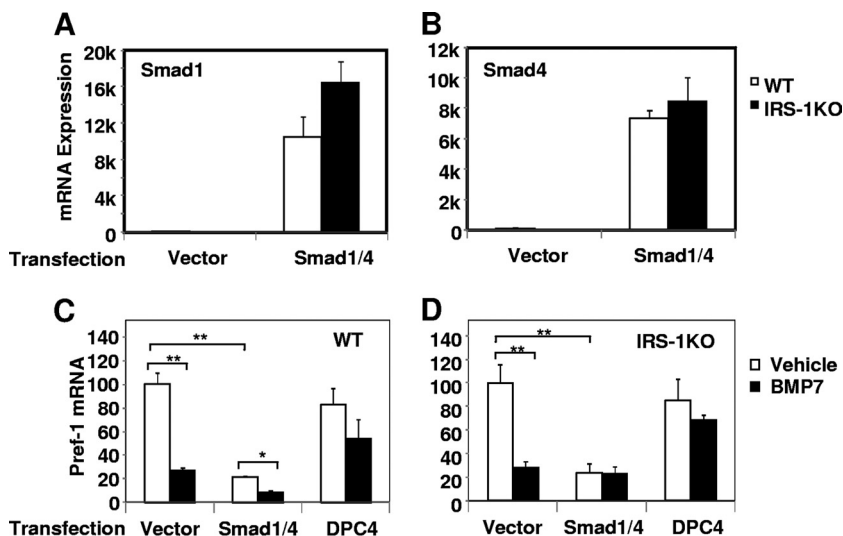 A
mRNA Expression
20k
16k
12k
8k
4k
0
Smad1
Transfection
Vector
Smad1/4
B
12k
10k
8k
6k
4k
2k
0
Smad4
Vector
Smad1/4
WT
IRS-1KO
C
Pref-1 mRNA
140
120
100
80
60
40
20
0
WT
**
**
*
Transfection
Vector
Smad1/4
DPC4
D
140
120
100
80
60
40
20
0
IRS-1KO
**
**
Vector
Smad1/4
DPC4
Vehicle
BMP7